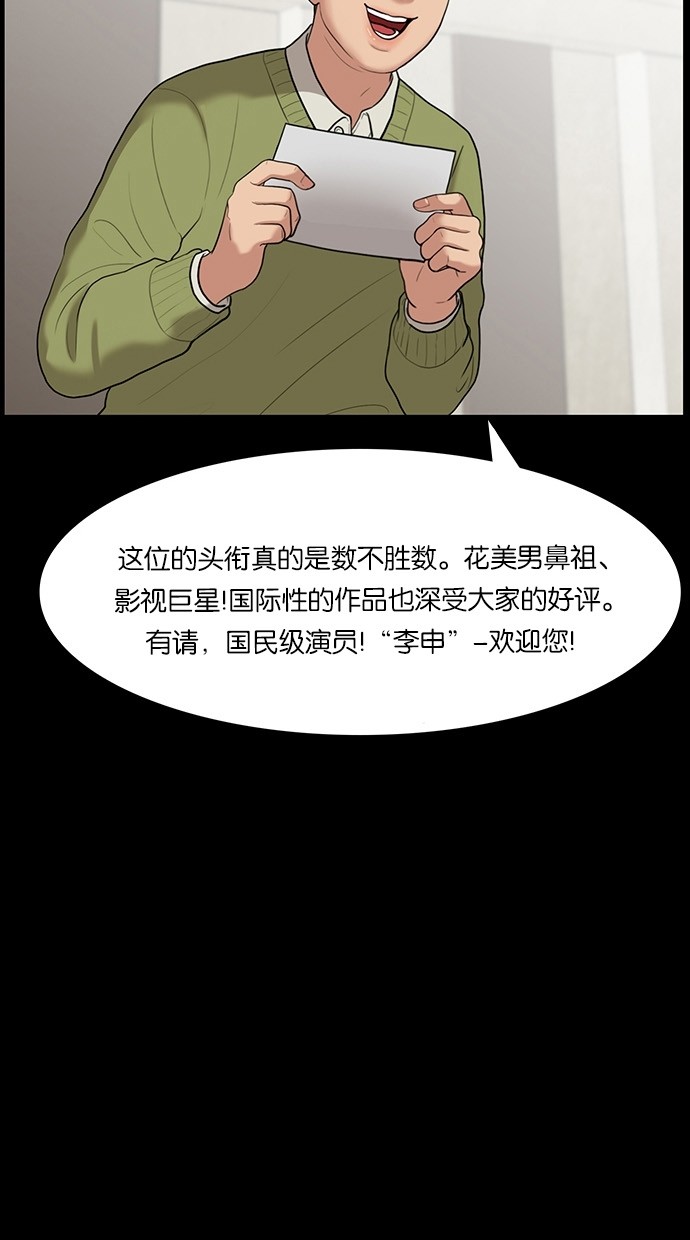 这位的头衔真的是数不胜数。花美男鼻祖、
影视巨星!国际性的作品也深受大家的好评。
有请，国民级演员!“李申”-欢迎您!